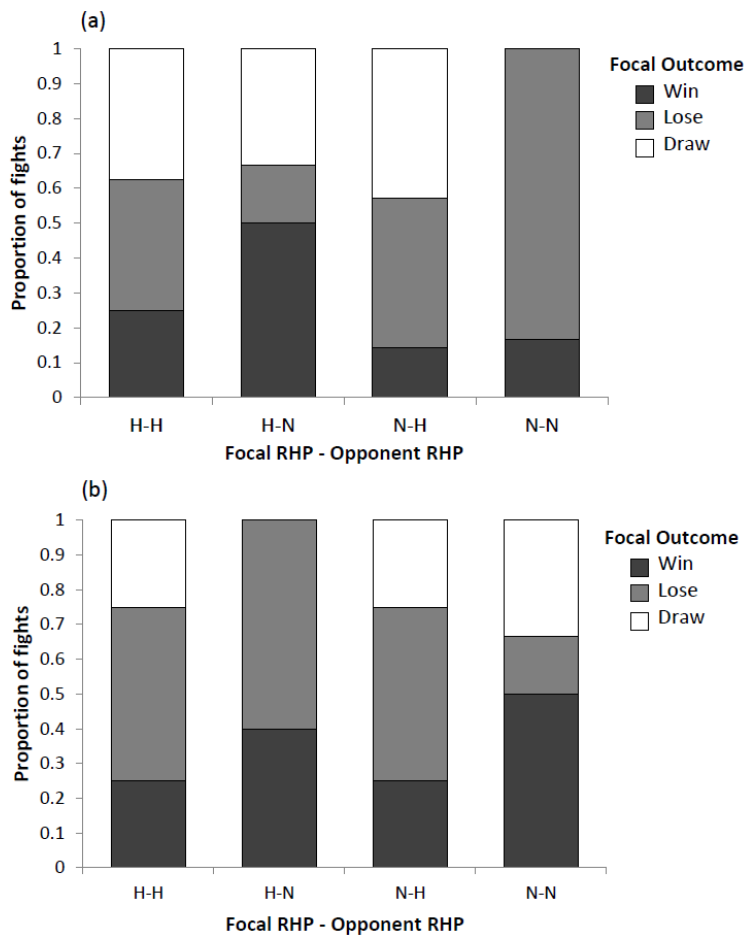 (a)
1
0.9
0.8
0.7
0.6
0.5
0.4
0.3
0.2
0.1
0
Proportion of fights
H-H H-N N-H N-N
Focal RHP - Opponent RHP
Focal Outcome
Win
Lose
Draw
(b)
1
0.9
0.8
0.7
0.6
0.5
0.4
0.3
0.2
0.1
0
Proportion of fights
H-H H-N N-H N-N
Focal RHP - Opponent RHP
Focal Outcome
Win
Lose
Draw